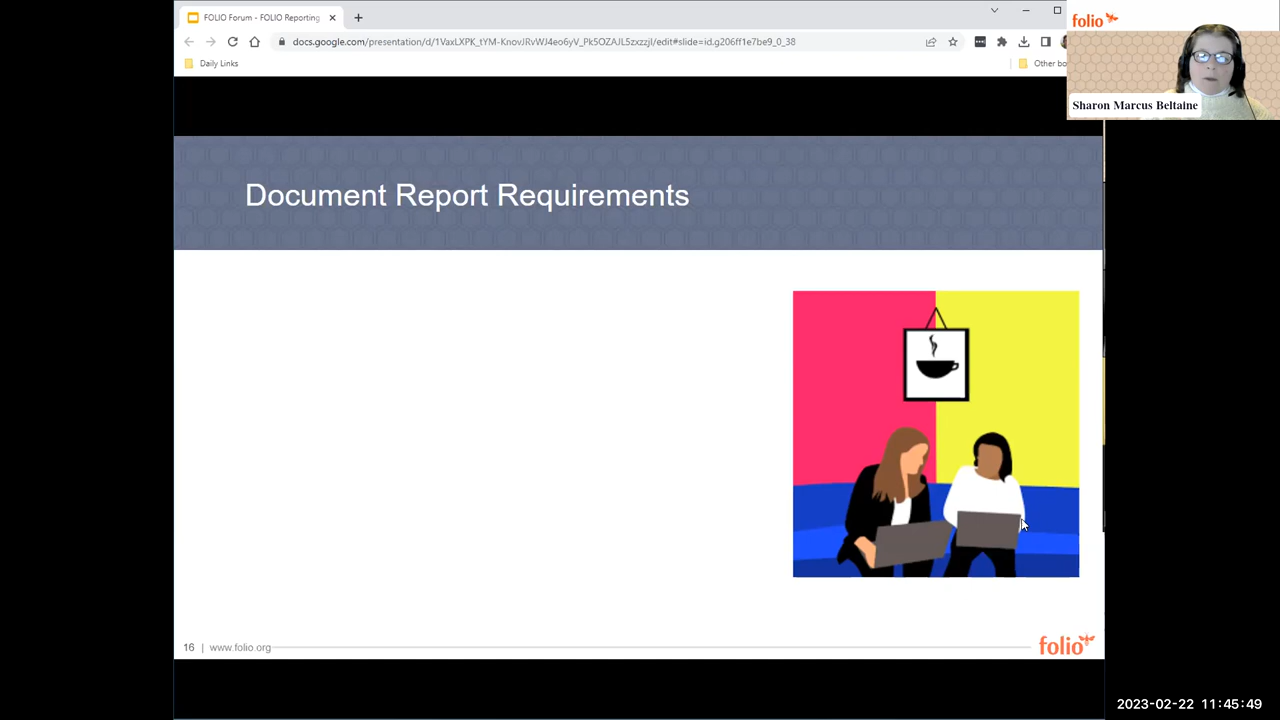 FOLIO Forum - FOLIO Reporting
docs.google.com/presentation/d/1VaxLXPK_tYM-KnovJRvWJ4eo6yV_Pk5OZAJL5zxzzjI/edit#slide=id.g206ff1e7be9_0_38
Daily Links
Other bo
folio
Sharon Marcus Beltaine
Document Report Requirements
16 | www.folio.org
folio
2023-02-22 11:45:49